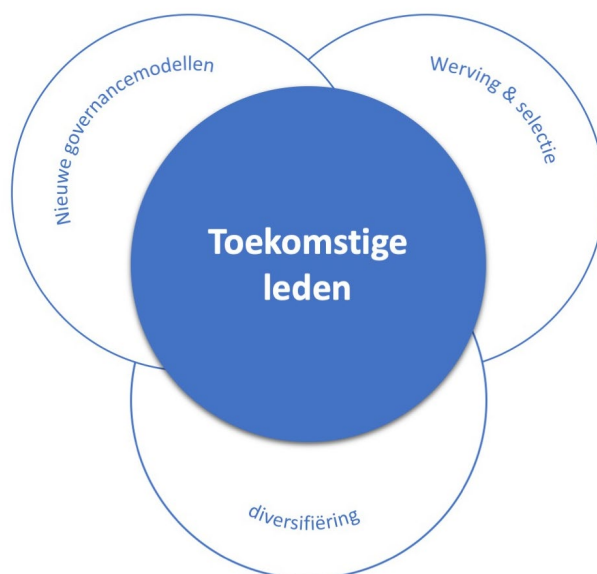 Nieuwe governancemodellen
Werving & selectie
Toekomstige
leden
diversifiëring